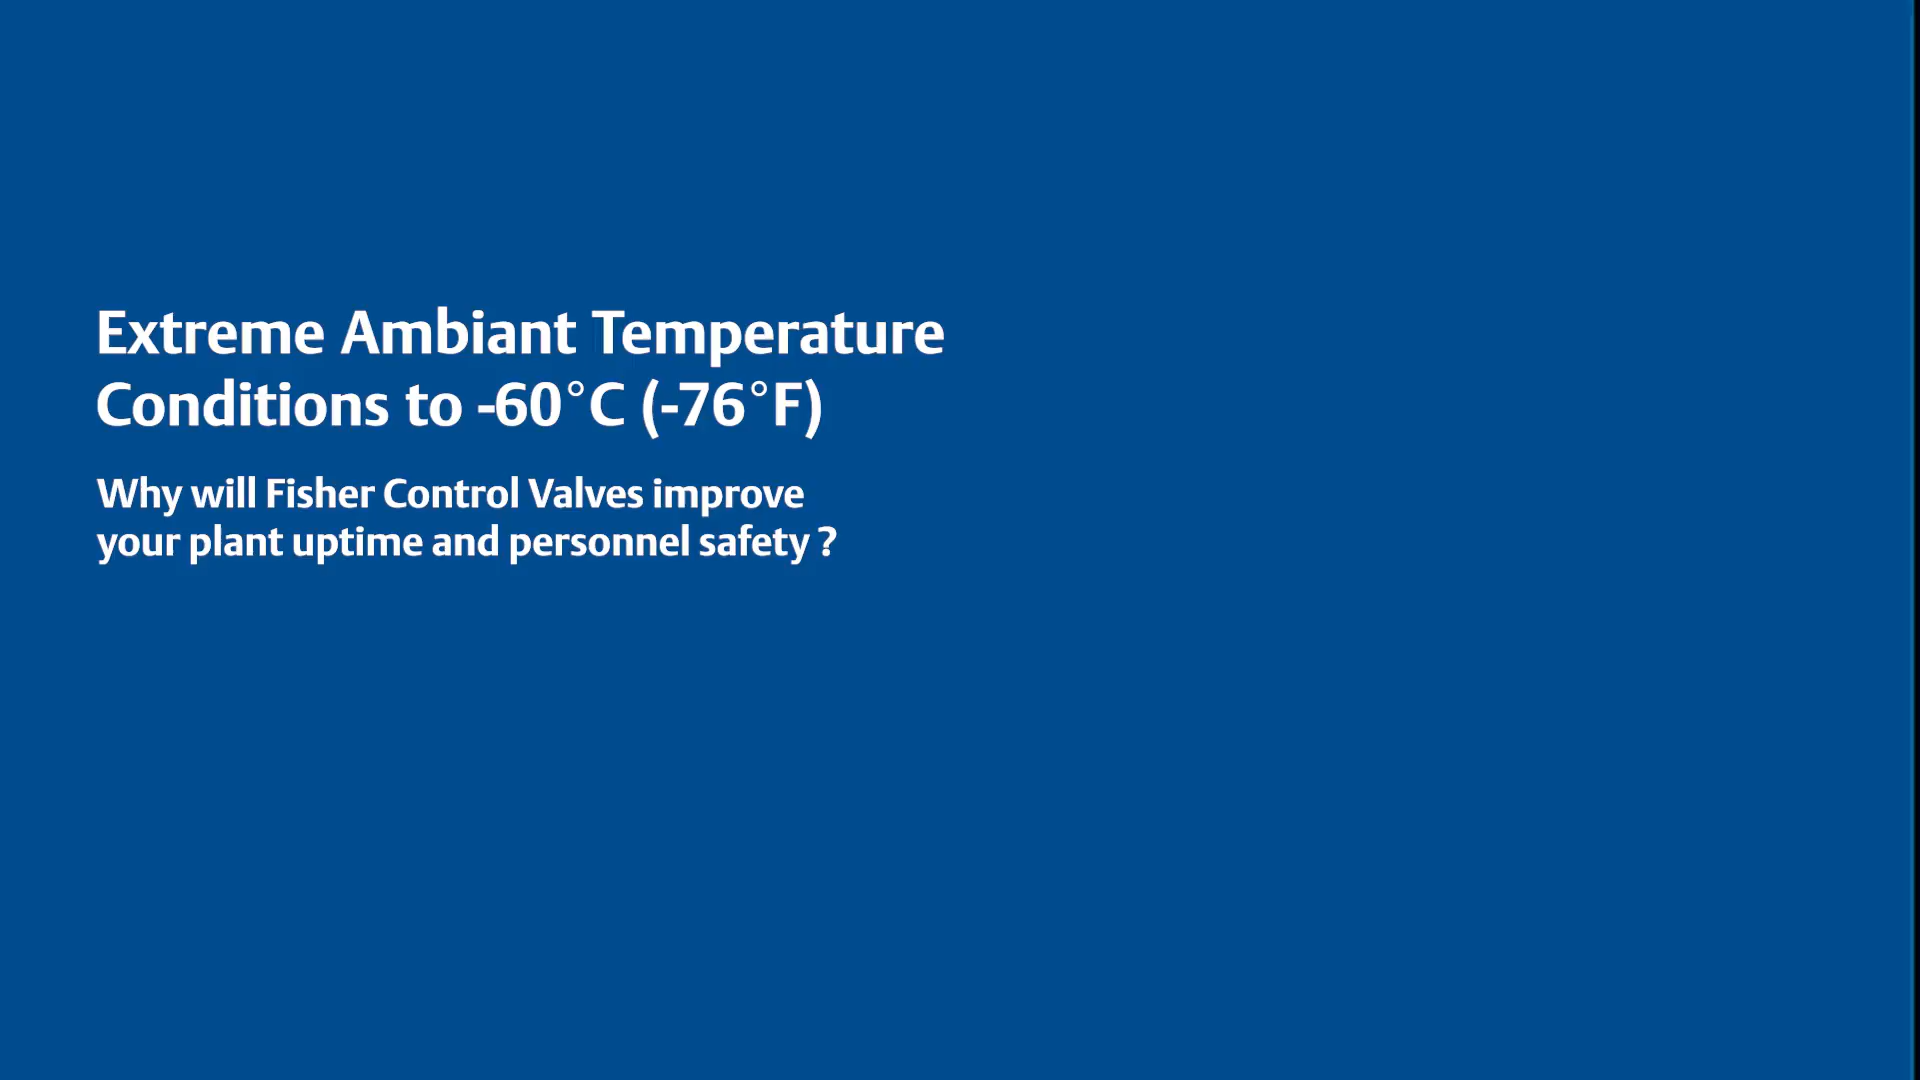 Extreme Ambiant Temperature
Conditions to -60°C (-76°F)
Why will Fisher Control Valves improve
your plant uptime and personnel safety ?